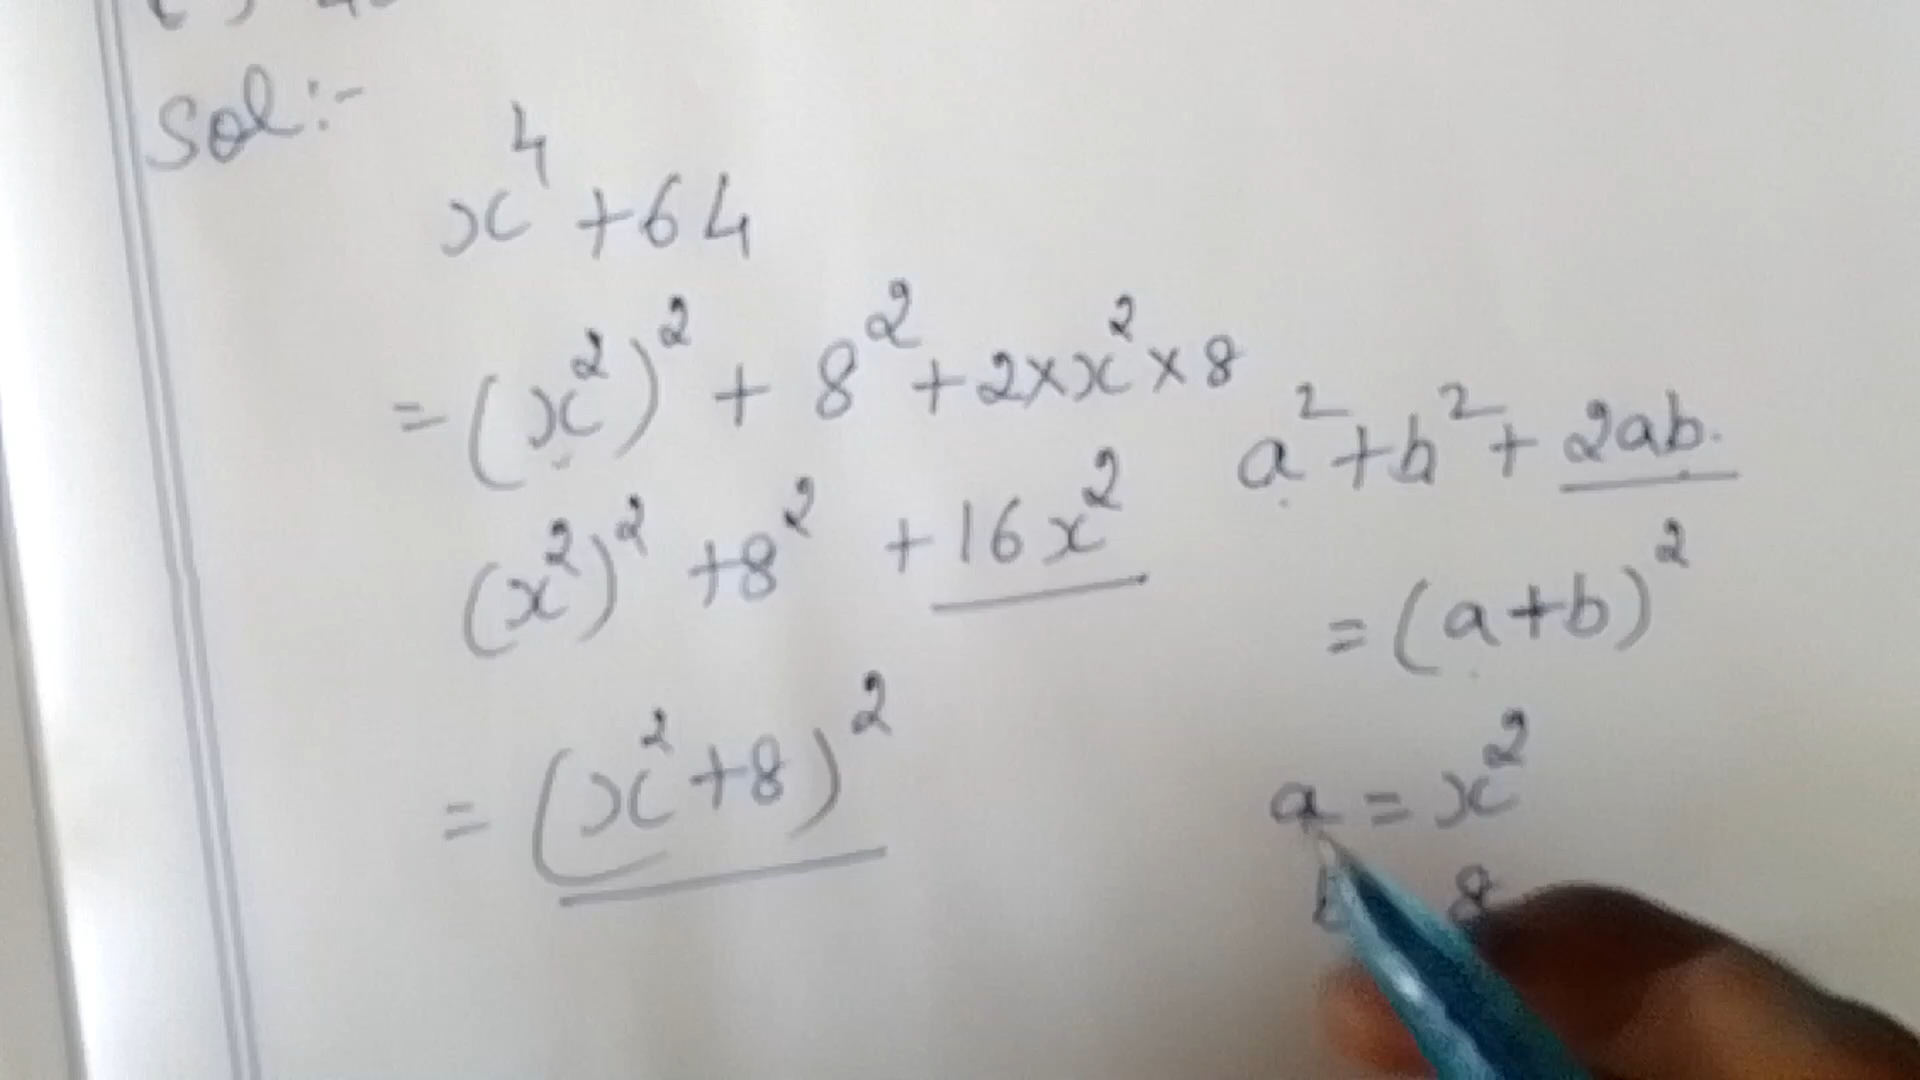 Sol:-
x⁴ + 64
= (x²)² + 8² + 2 × x² × 8
(x²)² + 8² + 16x²
= (x² + 8)²
a² + b² + 2ab.
= (a + b)²
a = x²
b 8